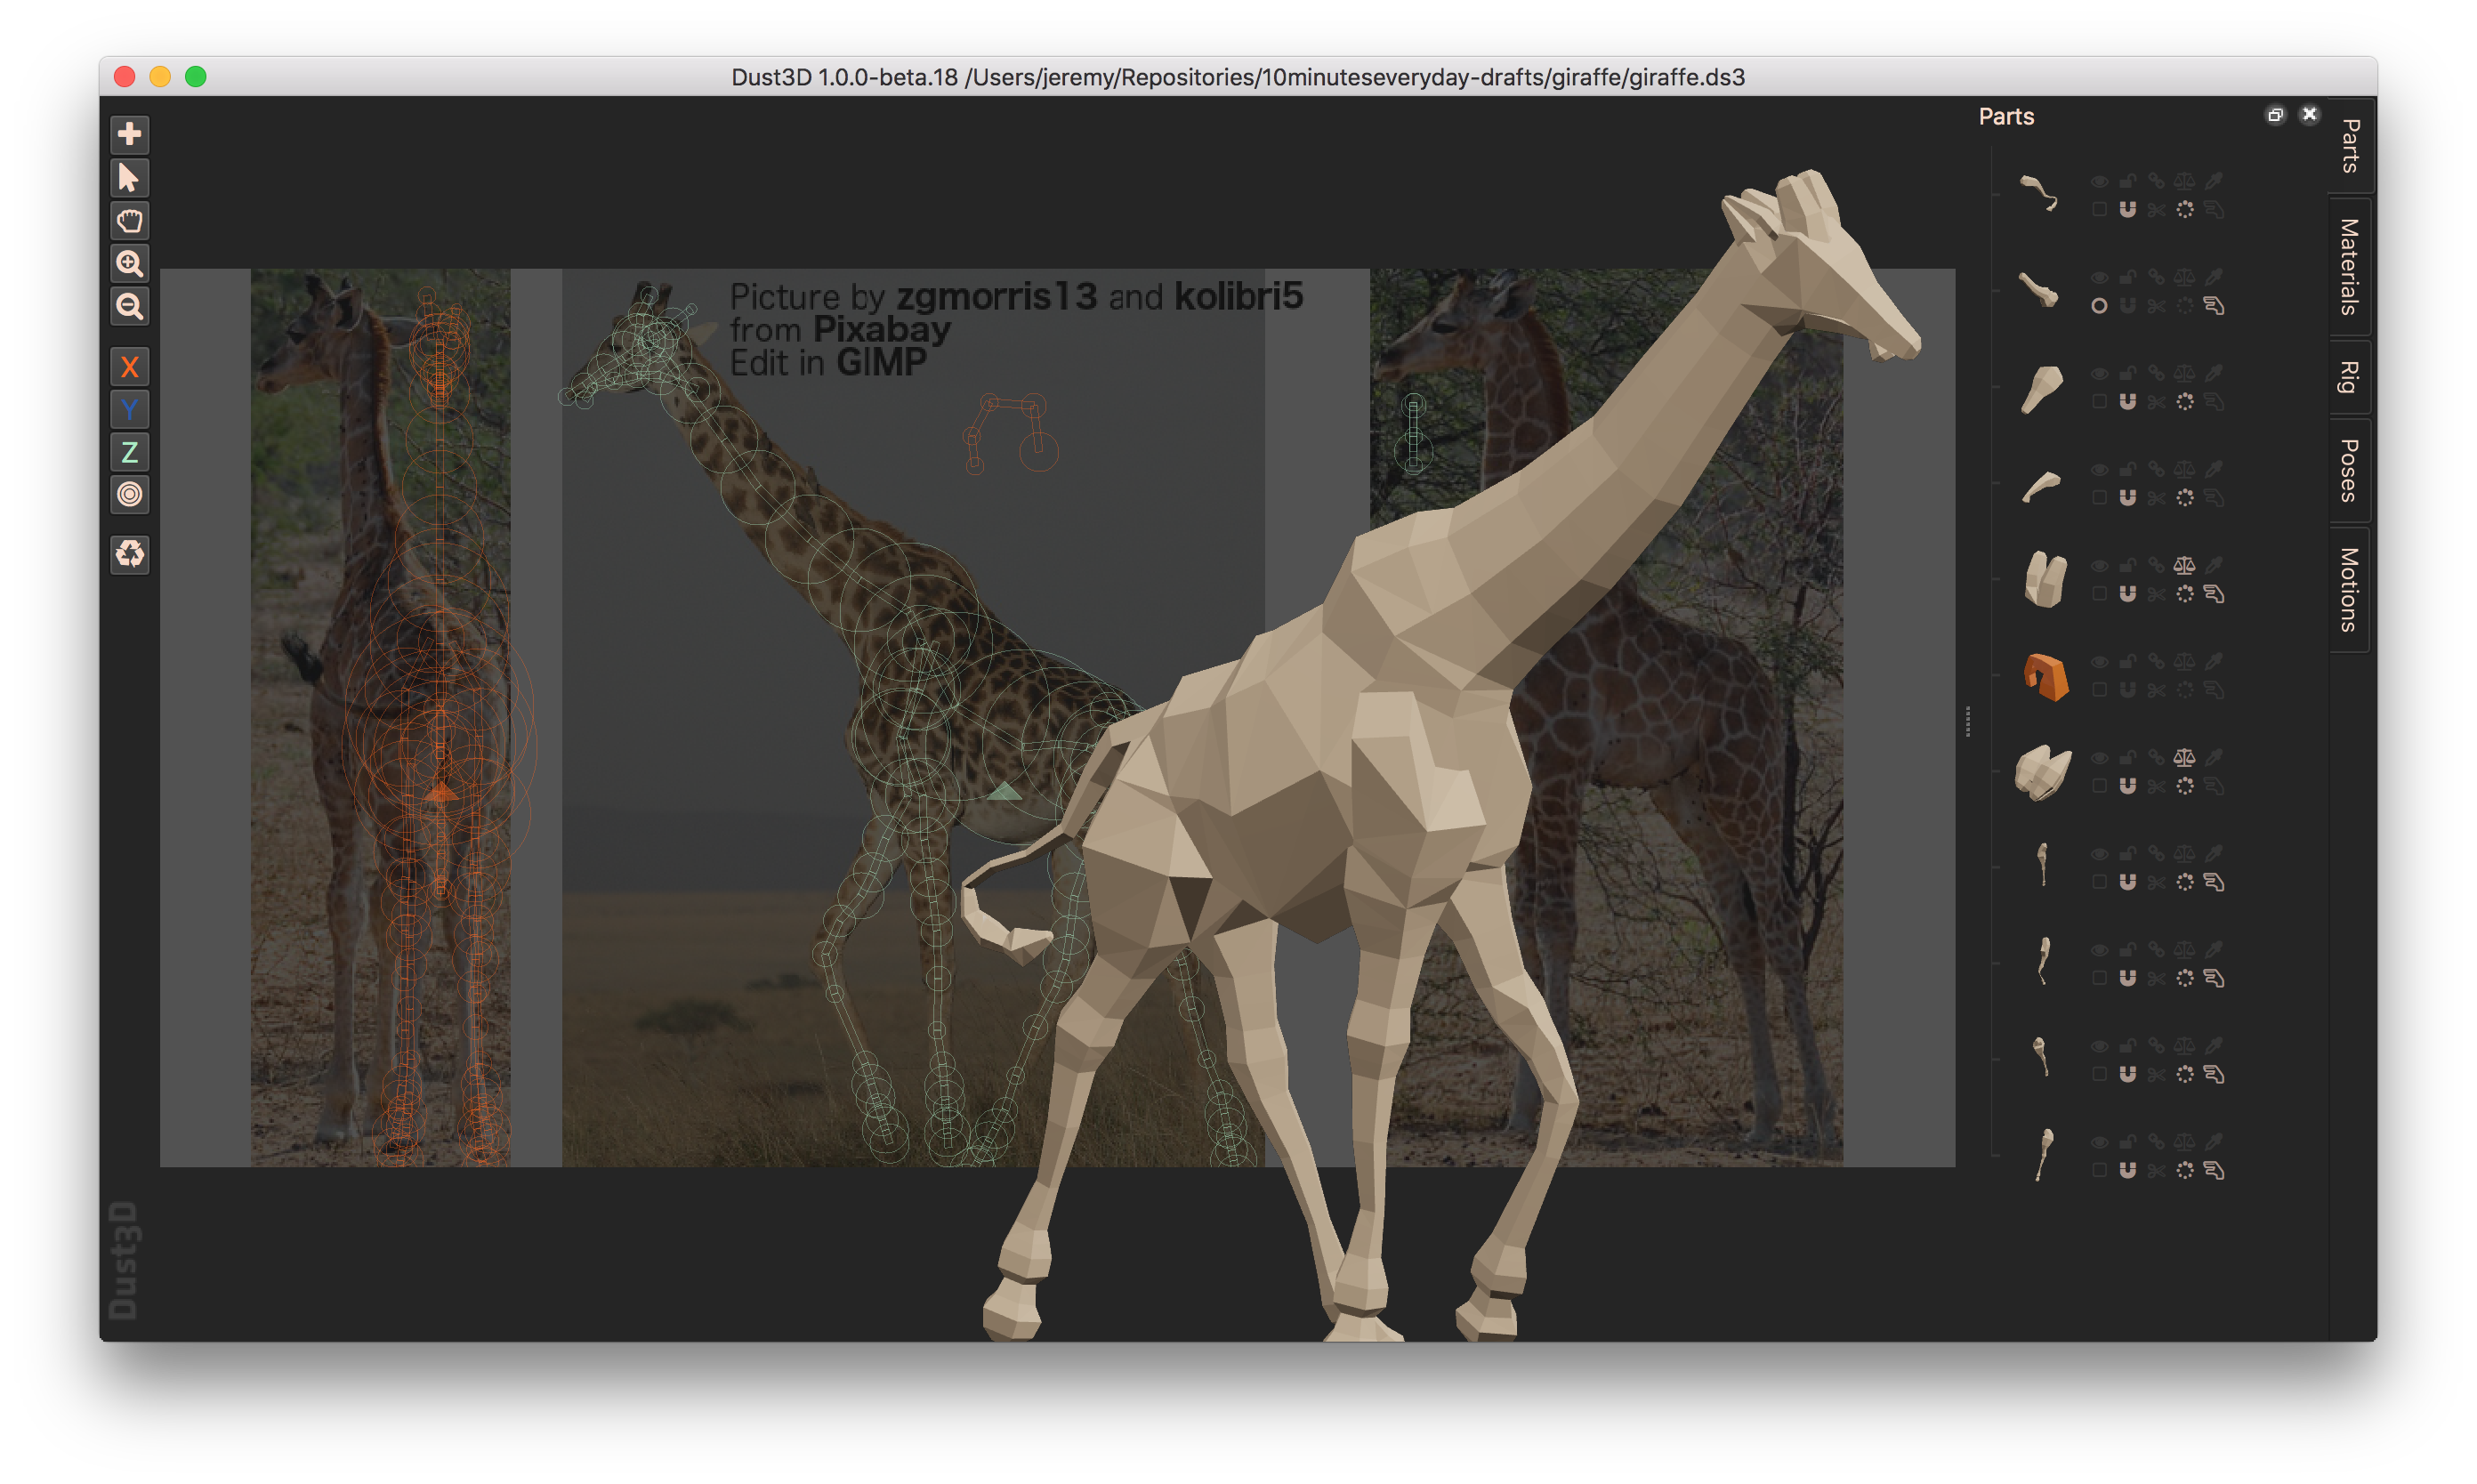 Dust3D 1.0.0-beta.18 /Users/jeremy/Repositories/10minuteseveryday-drafts/giraffe/giraffe.ds3
Parts
Parts
Materials
Rig
Poses
Motions
X
Y
Z
Picture by zgmorris13 and kolibri5
from Pixabay
Edit in GIMP
Dust3D